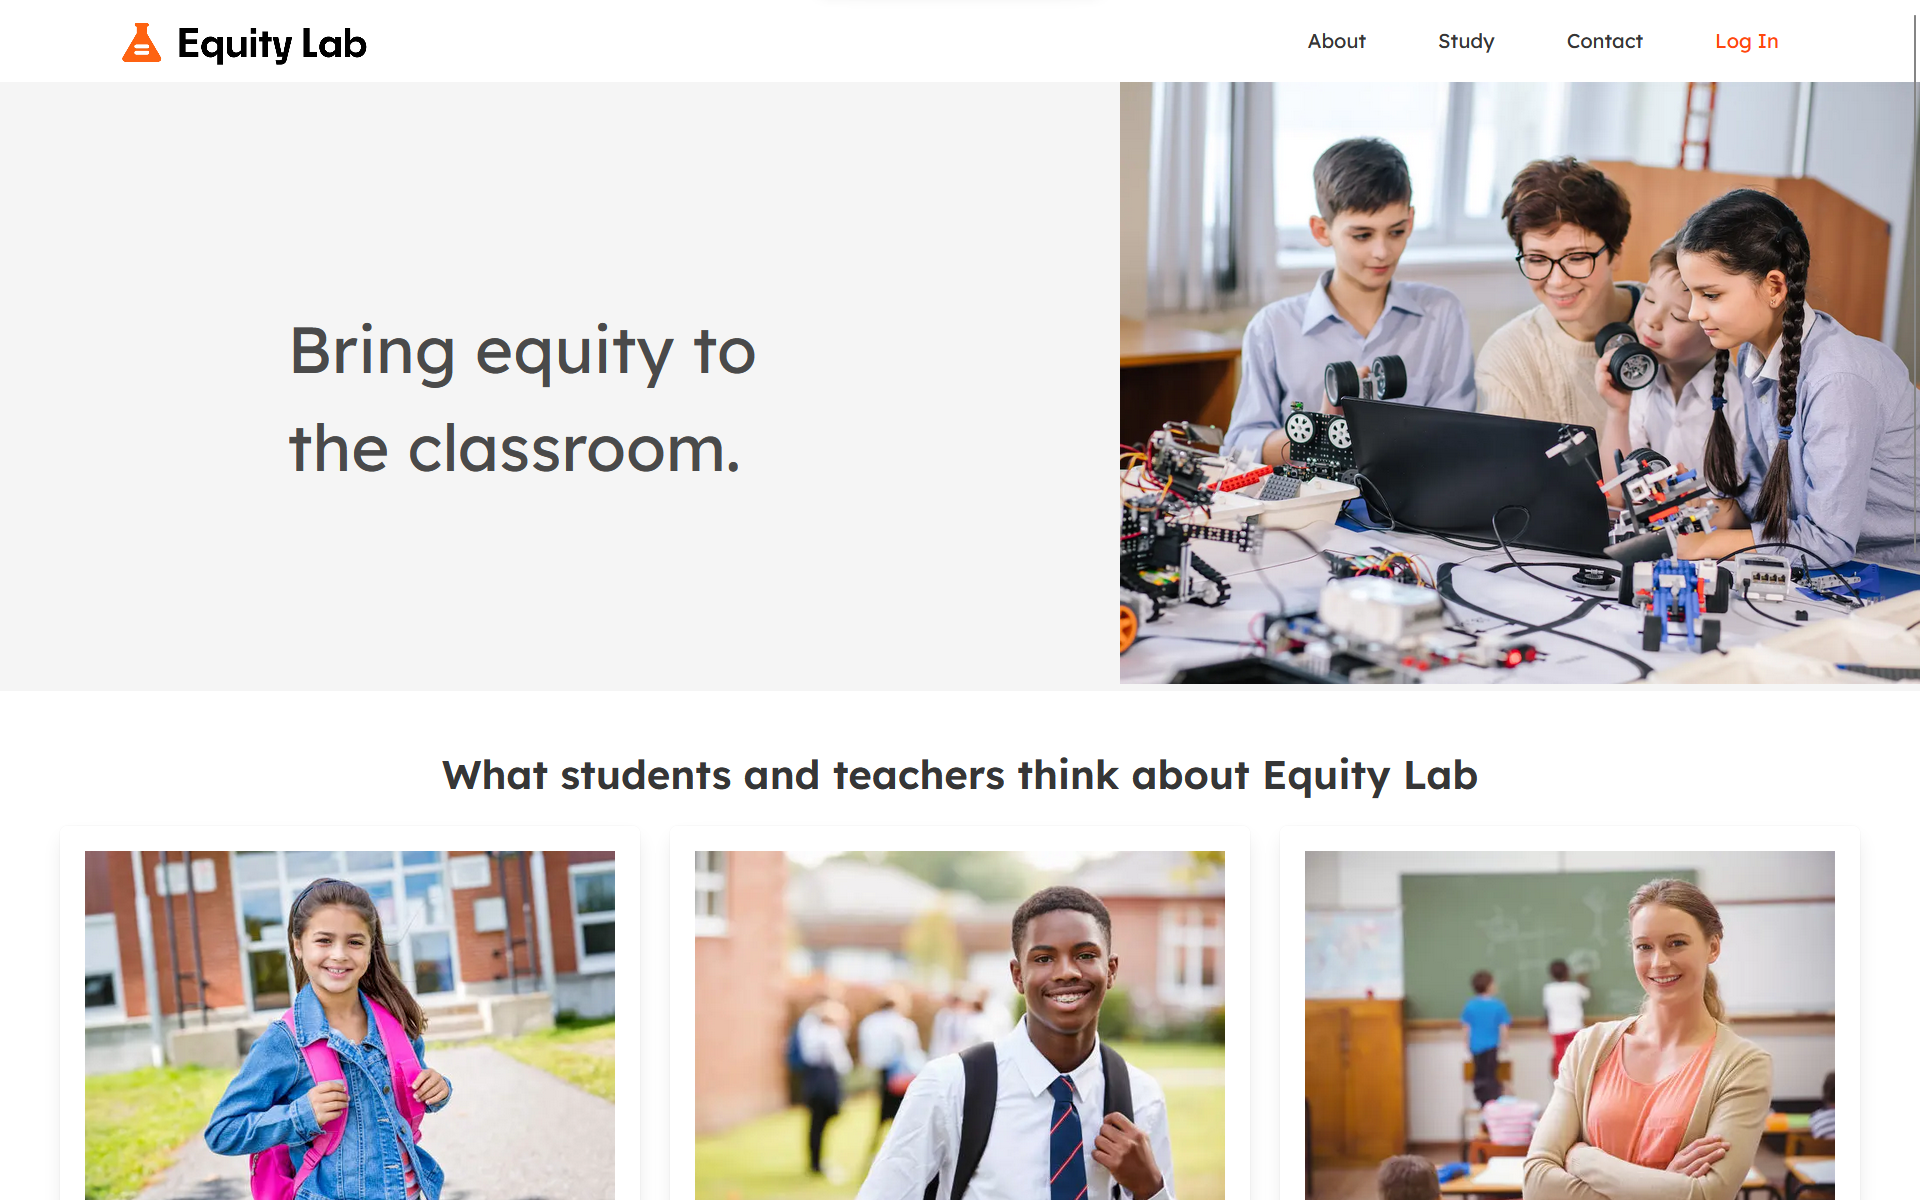 Equity Lab
About
Study
Contact
Log In
Bring equity to
the classroom.
What students and teachers think about Equity Lab